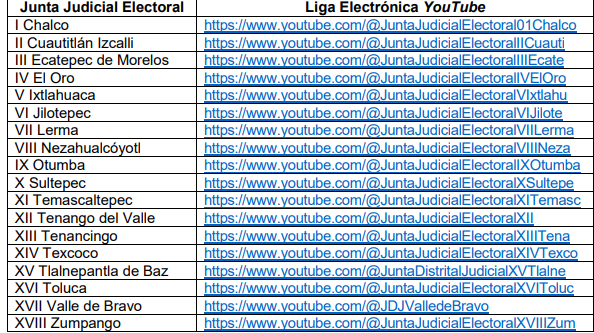 Junta Judicial Electoral Liga Electrónica YouTube
I Chalco https://www.youtube.com/@JuntaJudicialElectoral01Chalco
II Cuautitlán Izcalli https://www.youtube.com/@JuntaJudicialElectoralIICuauti
III Ecatepec de Morelos https://www.youtube.com/@JuntaJudicialElectoralIIIEcate
IV El Oro https://www.youtube.com/@JuntaJudicialElectoralIVElOro
V Ixtlahuaca https://www.youtube.com/@JuntaJudicialElectoralVIxtlahu
VI Jilotepec https://www.youtube.com/@JuntaJudicialElectoralVIJilote
VII Lerma https://www.youtube.com/@JuntaJudicialElectoralVIILerma
VIII Nezahualcóyotl https://www.youtube.com/@JuntaJudicialElectoralVIIINeza
IX Otumba https://www.youtube.com/@JuntaJudicialElectoralIXOtumba
X Sultepec https://www.youtube.com/@JuntaJudicialElectoralXSultepe
XI Temascaltepec https://www.youtube.com/@JuntaJudicialElectoralXITemasc
XII Tenango del Valle https://www.youtube.com/@JuntaJudicialElectoralXII
XIII Tenancingo https://www.youtube.com/@JuntaJudicialElectoralXIIITena
XIV Texcoco https://www.youtube.com/@JuntaJudicialElectoralXIVTexco
XV Tlalnepantla de Baz https://www.youtube.com/@JuntaDistritalJudicialXVTlalne
XVI Toluca https://www.youtube.com/@JuntaJudicialElectoralXVIToluc
XVII Valle de Bravo https://www.youtube.com/@JDJValledeBravo
XVIII Zumpango https://www.youtube.com/@JuntaJudicialElectoralXVIIIZum